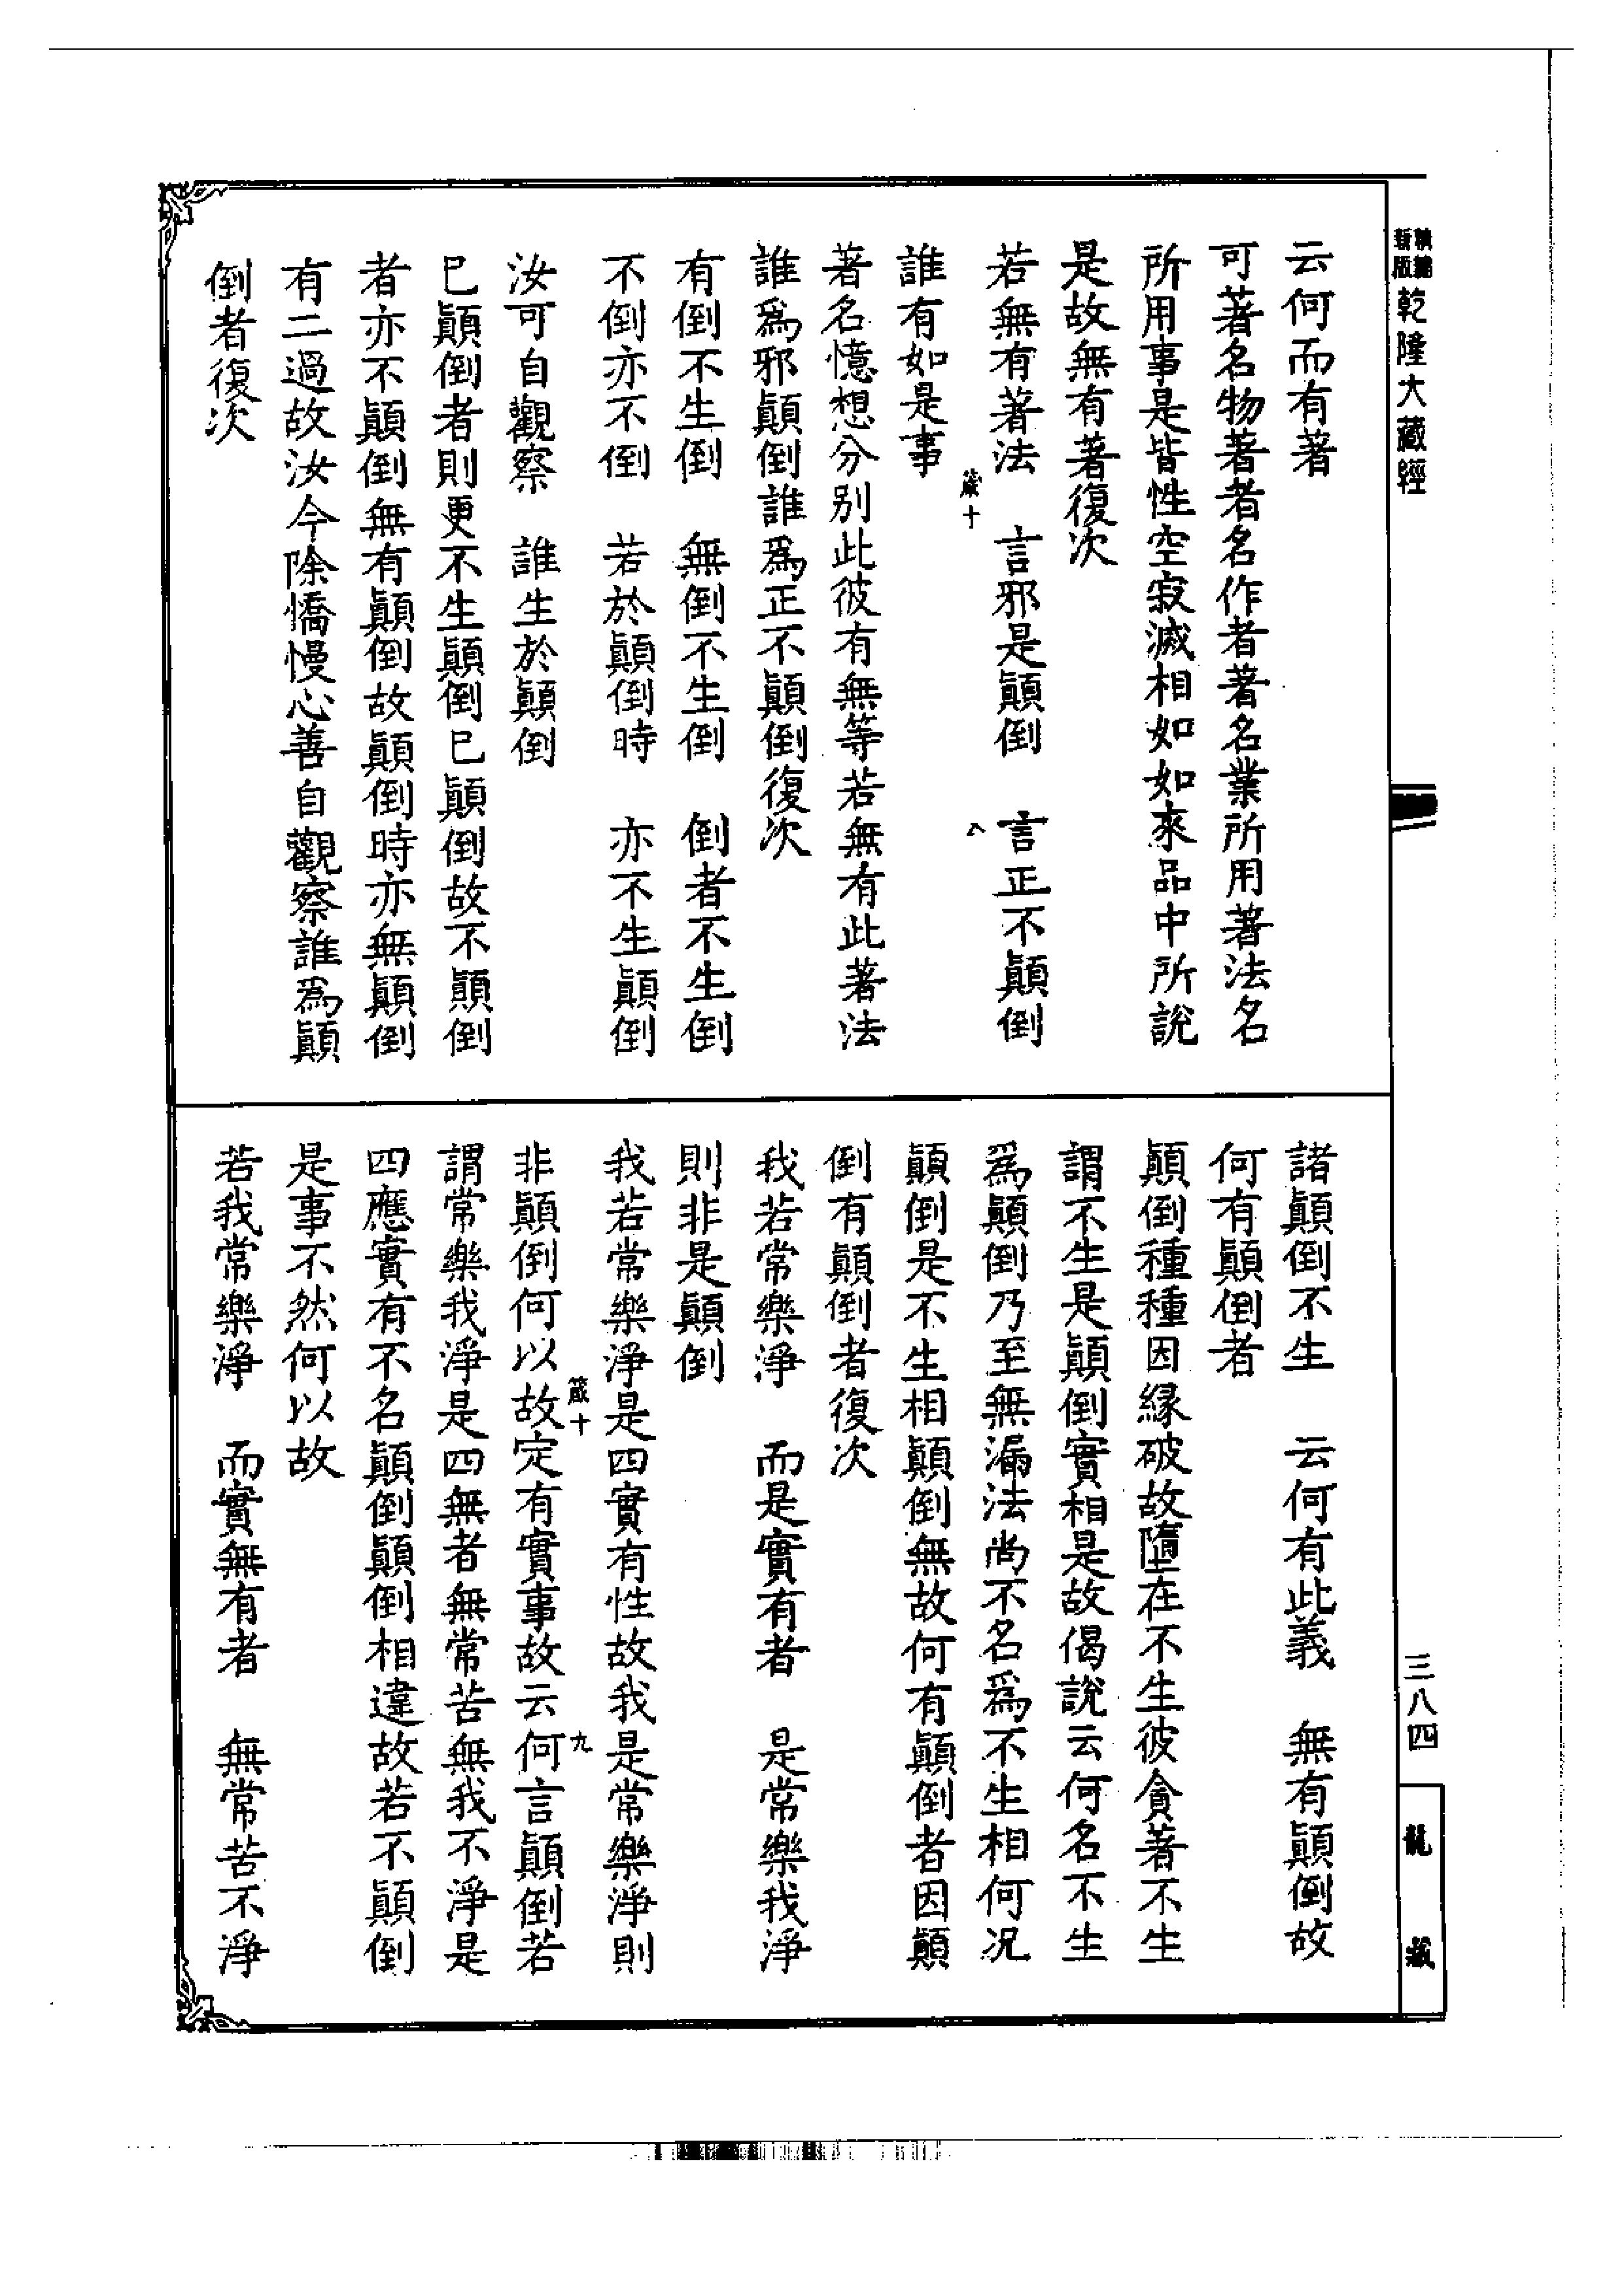 精編
新版
乾隆大藏經
云何而有著
可著名物著者名作者著名業所用著法名
所用事是皆性空寂滅相如如來品中所說
是故無有著復次
若無有著法　言邪是顛倒　言正不顛倒
誰有如是事
箴十
八
著名憶想分別此彼有無等若無有此著法
誰爲邪顛倒誰爲正不顛倒復次
有倒不生倒　無倒不生倒　倒者不生倒
不倒亦不倒　若於顛倒時　亦不生顛倒
汝可自觀察　誰生於顛倒
已顛倒者則更不生顛倒已顛倒故不顛倒
者亦不顛倒無有顛倒故顛倒時亦無顛倒
有二過故汝今除憍慢心善自觀察誰爲顛
倒者復次
諸顛倒不生　云何有此義　無有顛倒故
何有顛倒者
顛倒種種因緣破故墮在不生彼貪著不生
謂不生是顛倒實相是故偈說云何名不生
爲顛倒乃至無漏法尚不名爲不生相何况
顛倒是不生相顛倒無故何有顛倒者因顛
倒有顛倒者復次
我若常樂淨　而是實有者　是常樂我淨
則非是顛倒
我若常樂淨是四實有性故我是常樂淨則
箴十
九
非顛倒何以故定有實事故云何言顛倒若
謂常樂我淨是四無者無常苦無我不淨是
四應實有不名顛倒顛倒相違故若不顛倒
是事不然何以故
若我常樂淨　而實無有者　無常苦不淨
三八四
龍藏